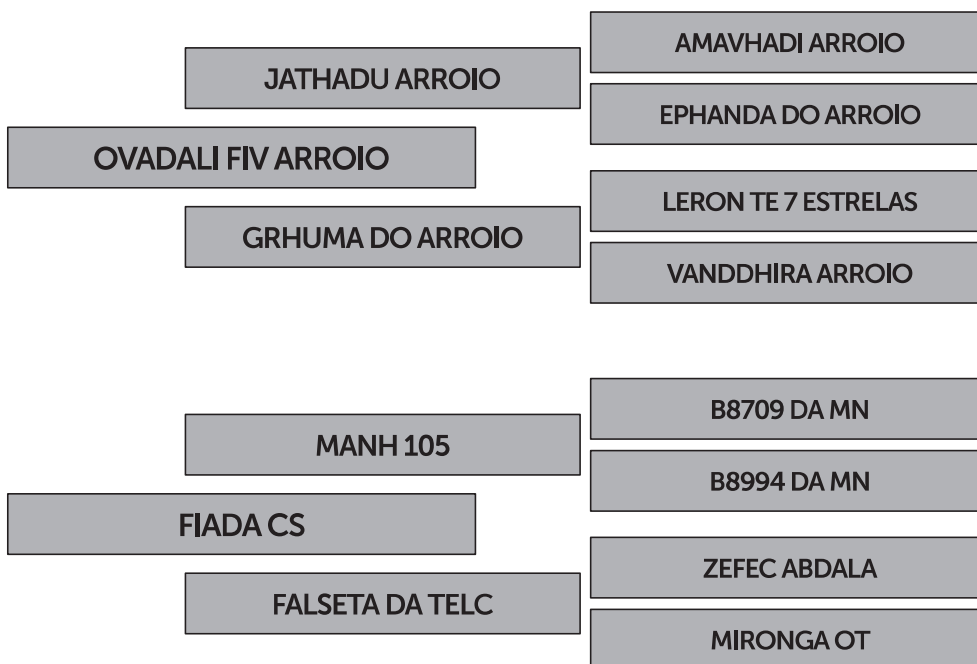 AMAVHADI ARROIO
JATHADU ARROIO
EPHANDA DO ARROIO
OVADALI FIV ARROIO
LERON TE 7 ESTRELAS
GRHUMA DO ARROIO
VANDDHIRA ARROIO
B8709 DA MN
MANH 105
B8994 DA MN
FIADA CS
ZEFEC ABDALA
FALSETA DA TELC
MIRONGA OT